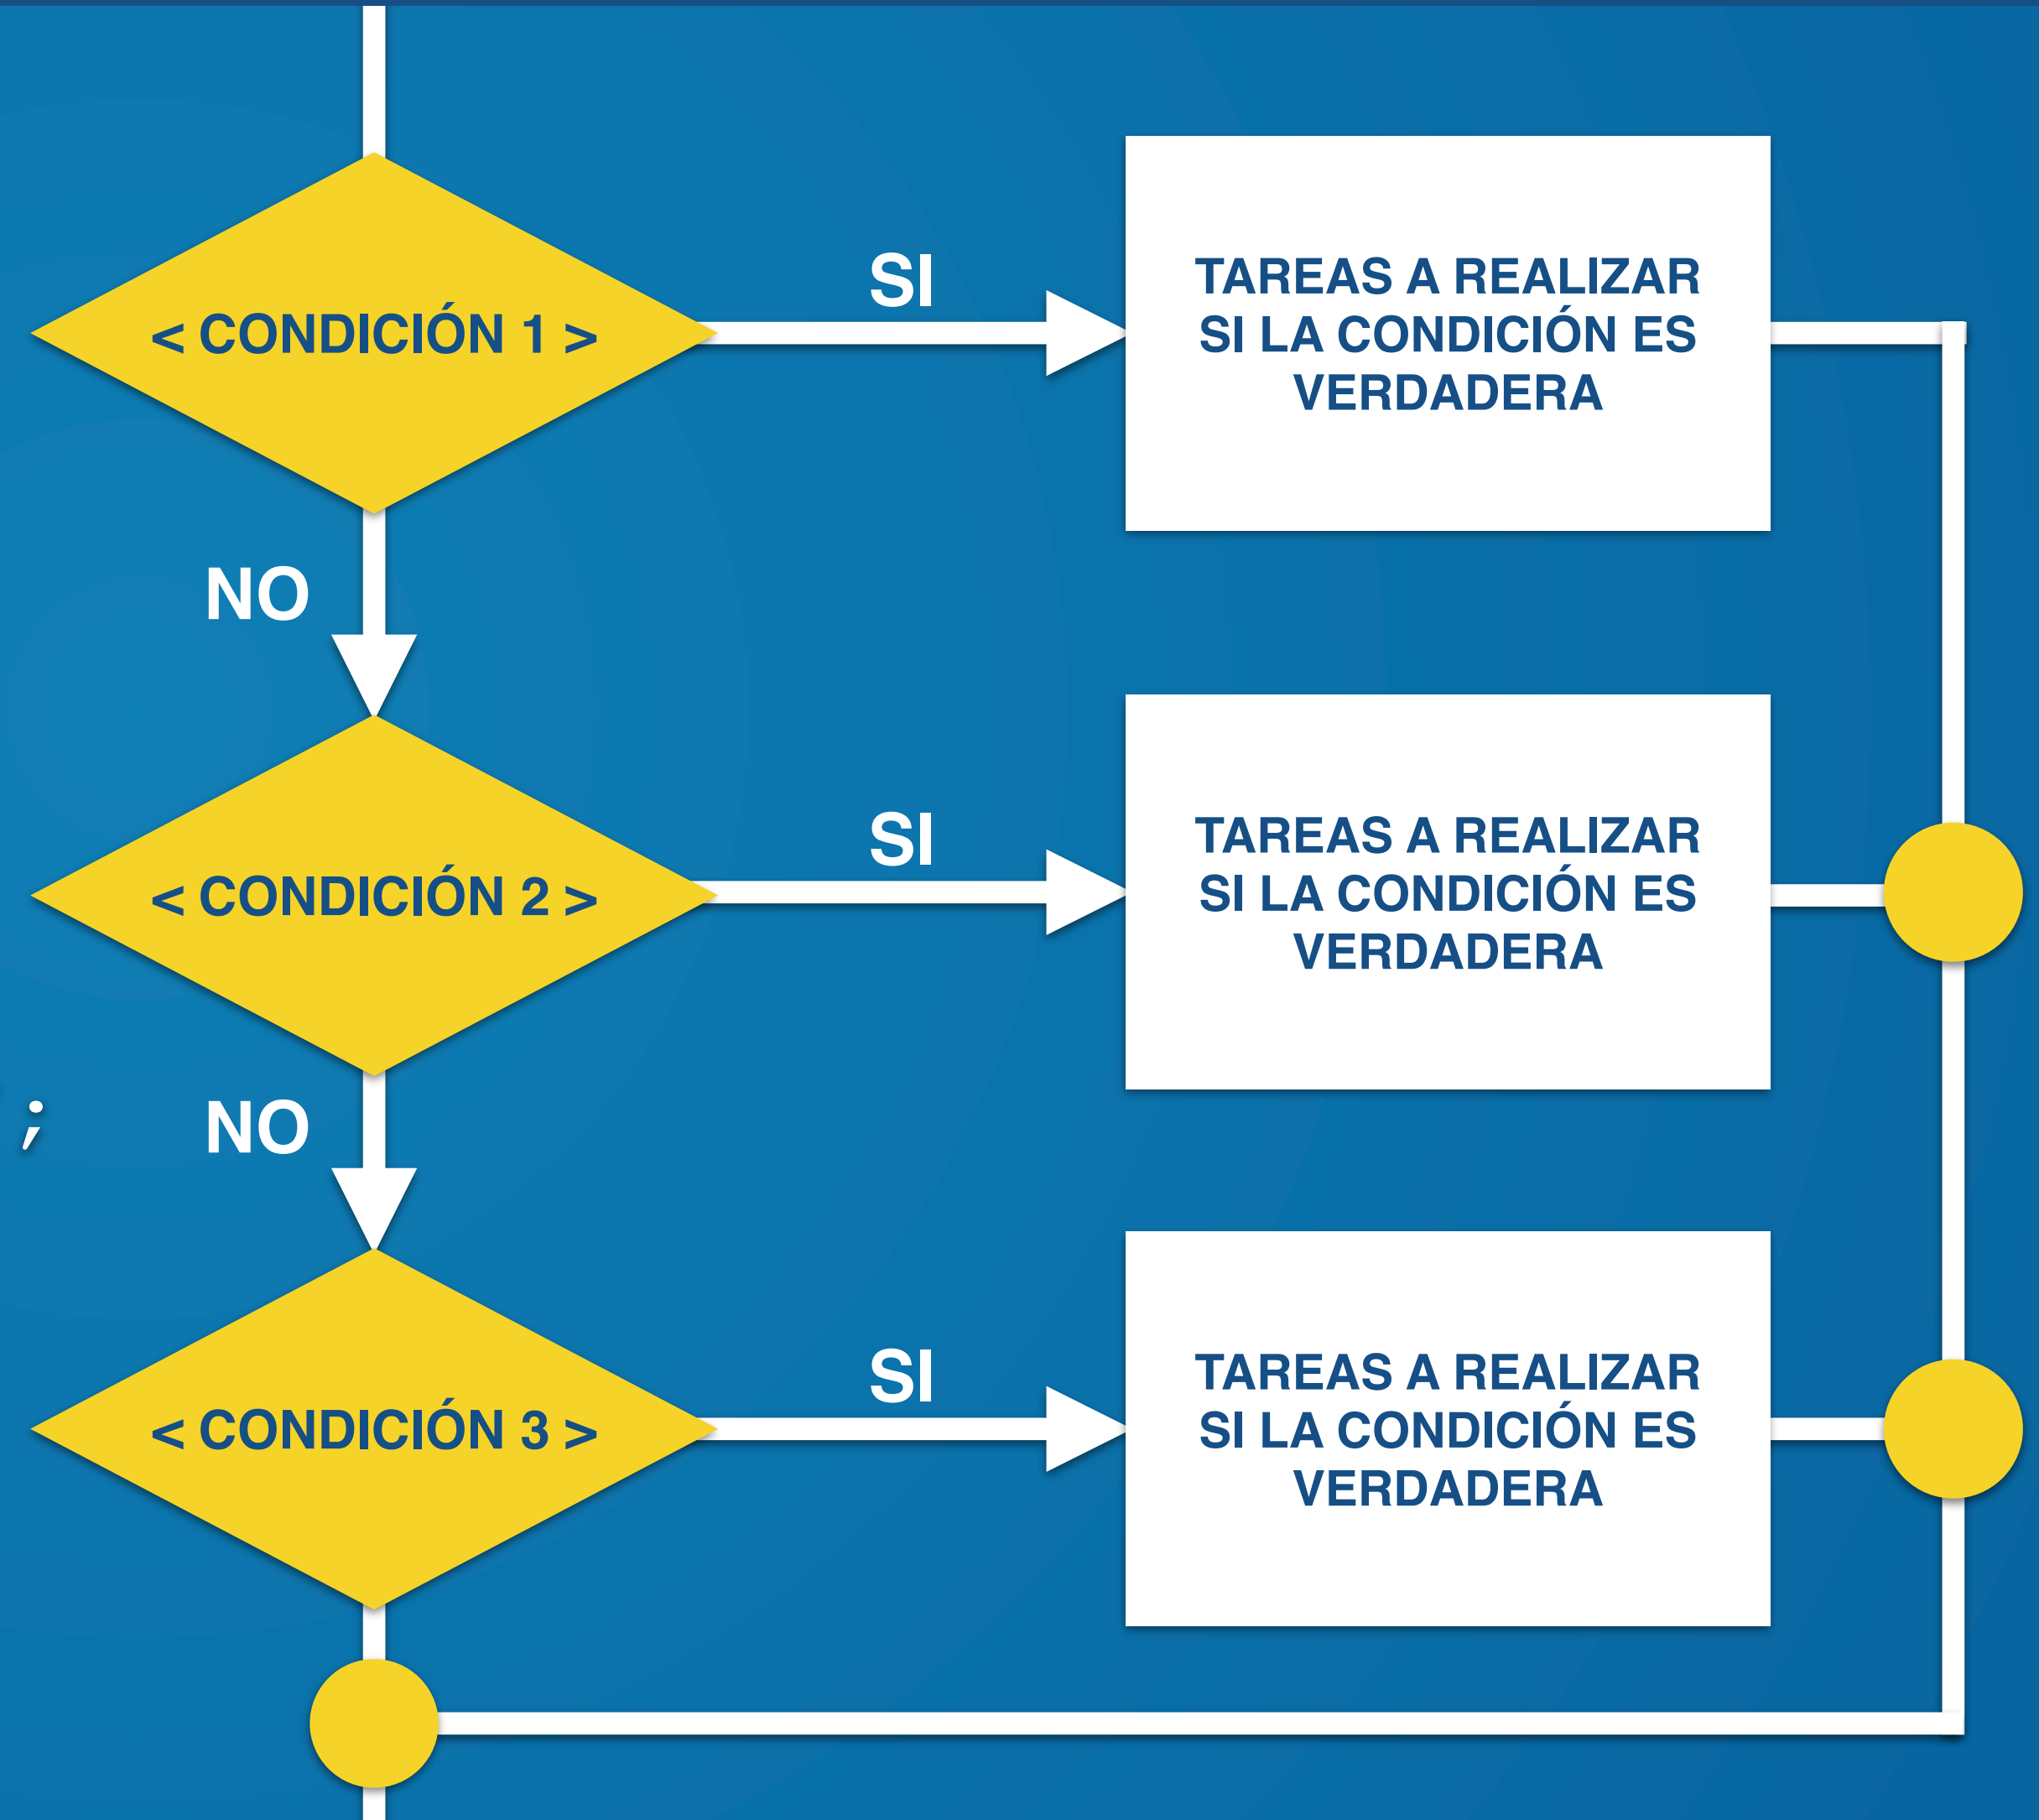 < CONDICIÓN 1 >
SI
TAREAS A REALIZAR
SI LA CONDICIÓN ES
VERDADERA
NO
< CONDICIÓN 2 >
SI
TAREAS A REALIZAR
SI LA CONDICIÓN ES
VERDADERA
;
NO
< CONDICIÓN 3 >
SI
TAREAS A REALIZAR
SI LA CONDICIÓN ES
VERDADERA